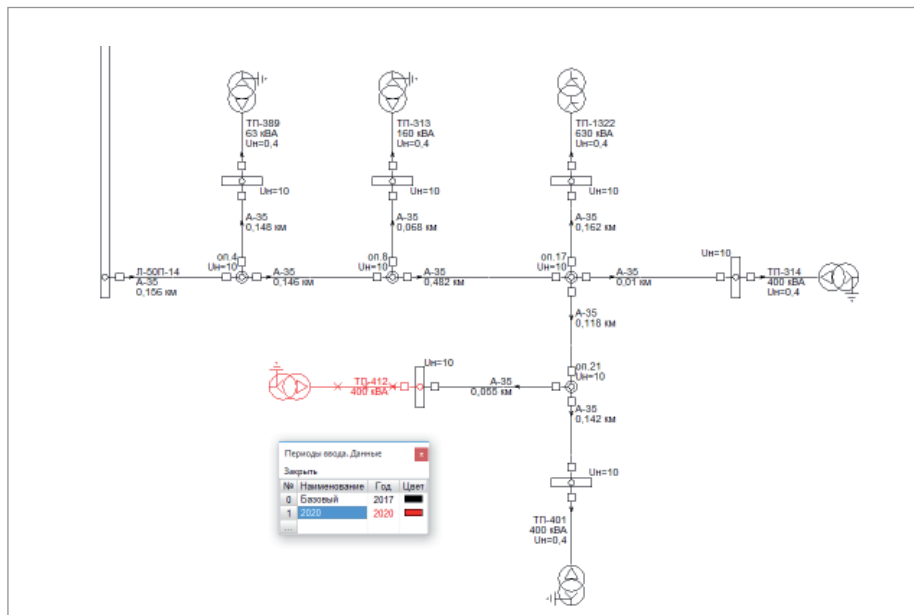 ТП-389
63 кВА
Uн=0,4
ТП-313
160 кВА
Uн=0,4
ТП-1322
630 кВА
Uн=0,4
Uн=10
Uн=10
Uн=10
А-35
0,148 км
А-35
0,068 км
А-35
0,162 км
оп.4
Uн=10
оп.8
Uн=10
оп.17
Uн=10
Uн=10
Л-50П-14
А-35
0,156 км
А-35
0,146 км
А-35
0,482 км
А-35
0,01 км
ТП-314
400 кВА
Uн=0,4
А-35
0,118 км
Uн=10
оп.21
Uн=10
ТП-412
400 кВА
А-35
0,055 км
А-35
0,142 км
Uн=10
Периоды ввода. Данные
Закрыть
№ Наименование Год Цвет
0 Базовый 2017
1 2020 2020
...
ТП-401
400 кВА
Uн=0,4